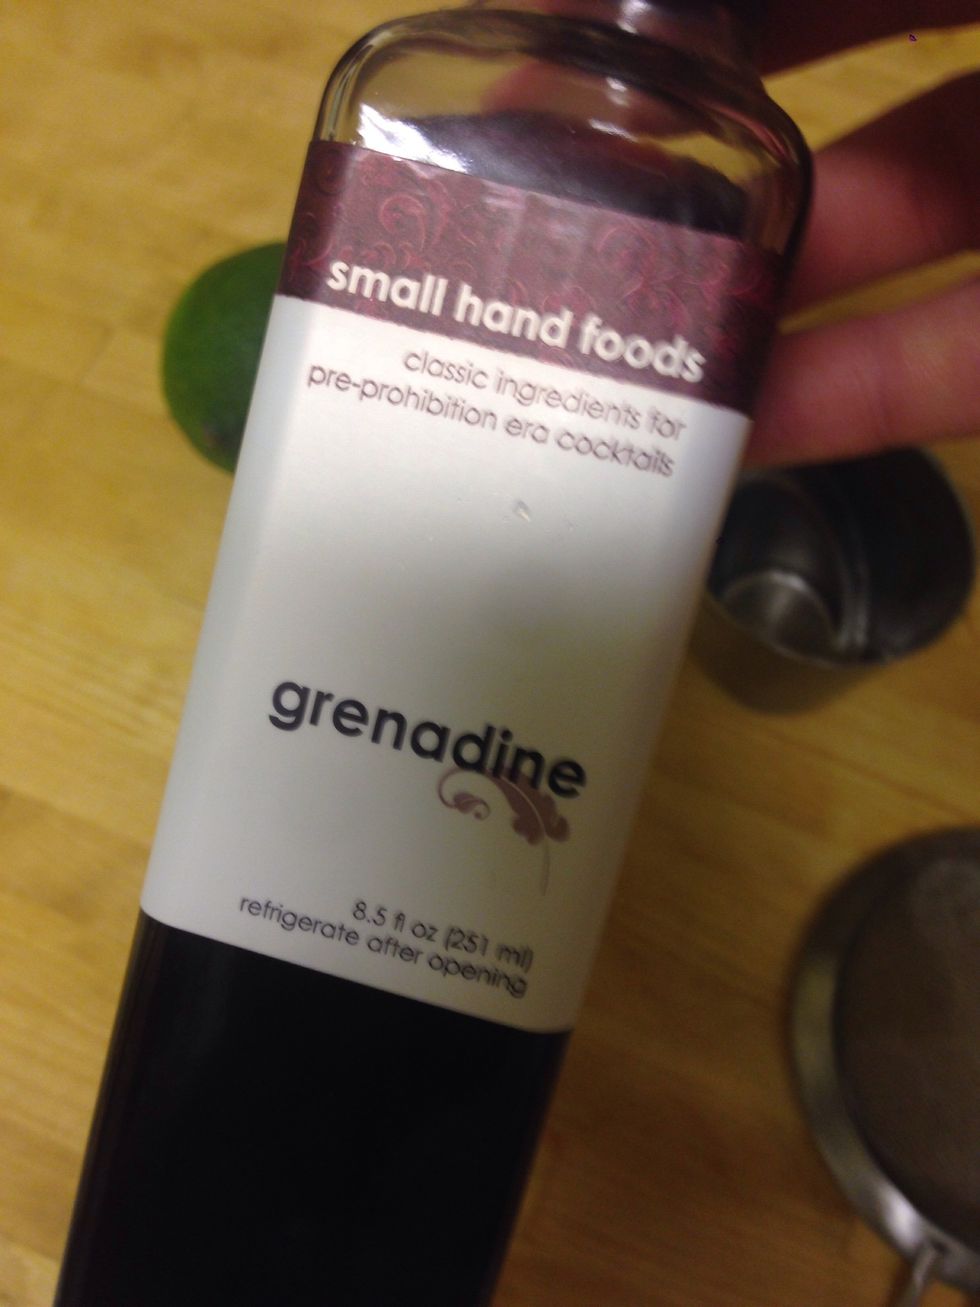 small hand foods
classic ingredients for
pre-prohibition era cocktails
grenadine
8.5 fl oz (251 ml)
refrigerate after opening